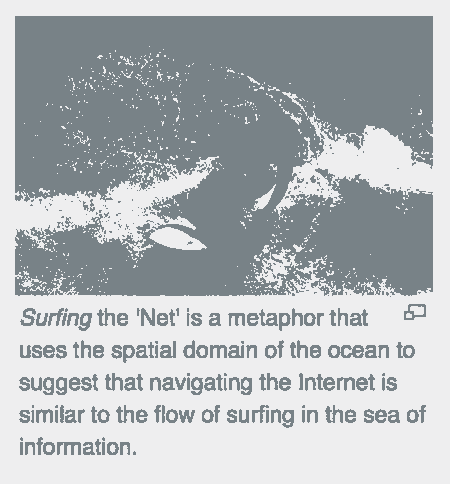 Surfing the 'Net' is a metaphor that
uses the spatial domain of the ocean to
suggest that navigating the Internet is
similar to the flow of surfing in the sea of
information.